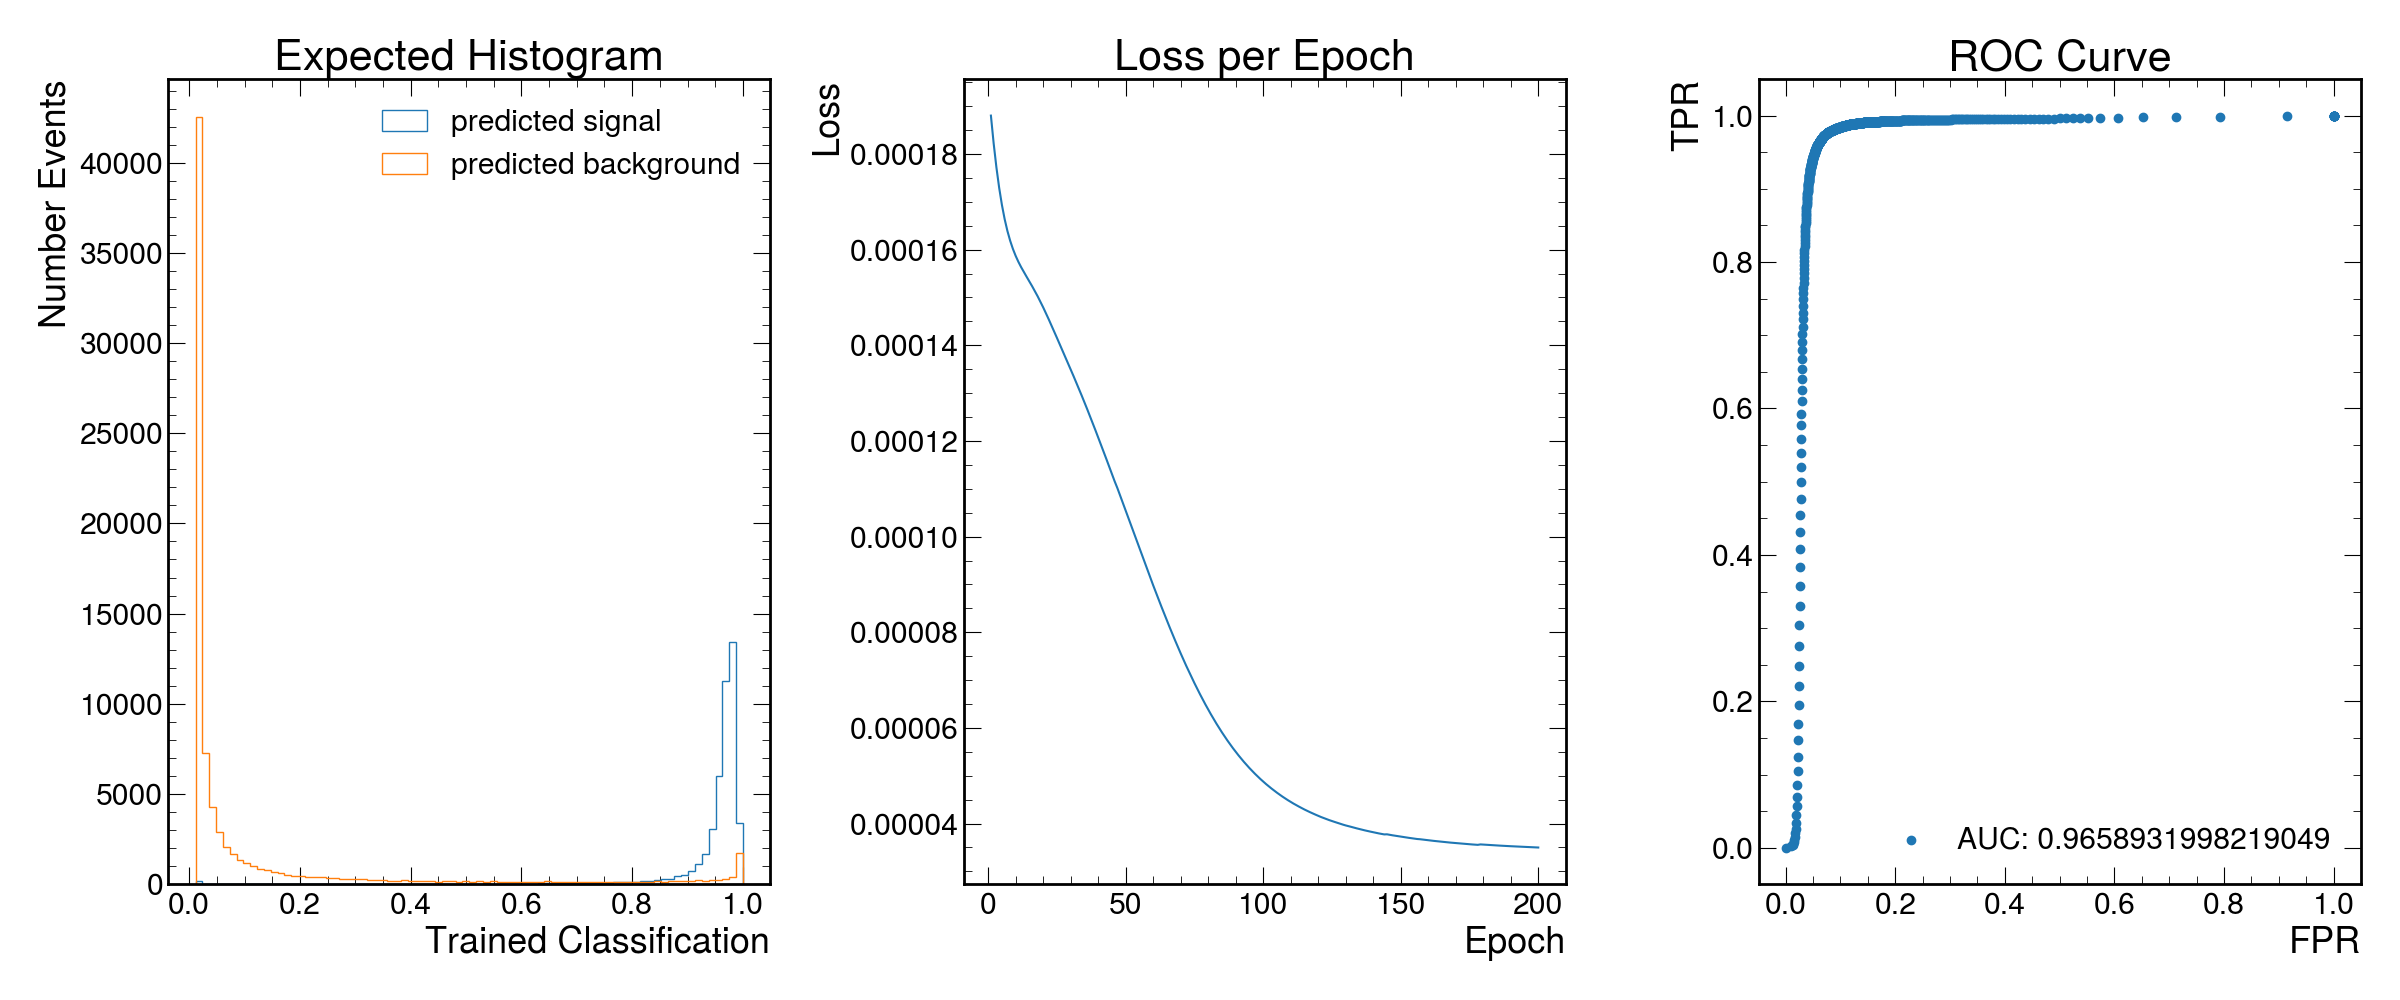 Expected Histogram
Number Events
predicted signal
predicted background
40000
35000
30000
25000
20000
15000
10000
5000
0
0.0 0.2 0.4 0.6 0.8 1.0
Trained Classification
Loss per Epoch
Loss
0.00018
0.00016
0.00014
0.00012
0.00010
0.00008
0.00006
0.00004
0 50 100 150 200
Epoch
ROC Curve
TPR
1.0
0.8
0.6
0.4
0.2
0.0
AUC: 0.9658931998219049
0.0 0.2 0.4 0.6 0.8 1.0
FPR